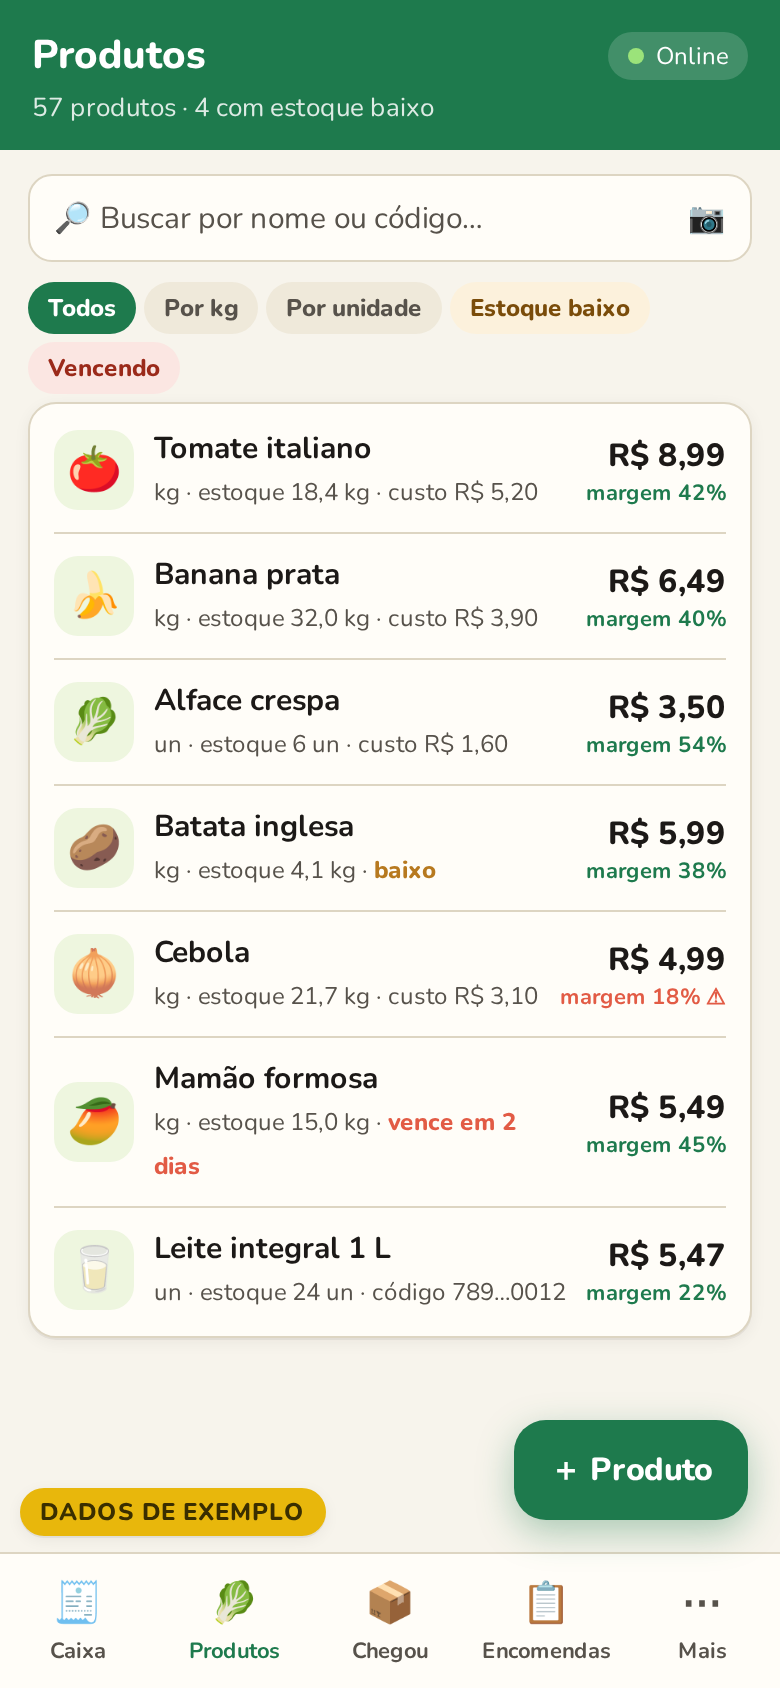 Produtos
Online
57 produtos · 4 com estoque baixo
Buscar por nome ou código...
Todos
Por kg
Por unidade
Estoque baixo
Vencendo
Tomate italiano
R$ 8,99
kg · estoque 18,4 kg · custo R$ 5,20
margem 42%
Banana prata
R$ 6,49
kg · estoque 32,0 kg · custo R$ 3,90
margem 40%
Alface crespa
R$ 3,50
un · estoque 6 un · custo R$ 1,60
margem 54%
Batata inglesa
R$ 5,99
kg · estoque 4,1 kg · baixo
margem 38%
Cebola
R$ 4,99
kg · estoque 21,7 kg · custo R$ 3,10
margem 18% ⚠
Mamão formosa
R$ 5,49
kg · estoque 15,0 kg · vence em 2
dias
margem 45%
Leite integral 1 L
R$ 5,47
un · estoque 24 un · código 789...0012
margem 22%
+ Produto
DADOS DE EXEMPLO
Caixa
Produtos
Chegou
Encomendas
Mais